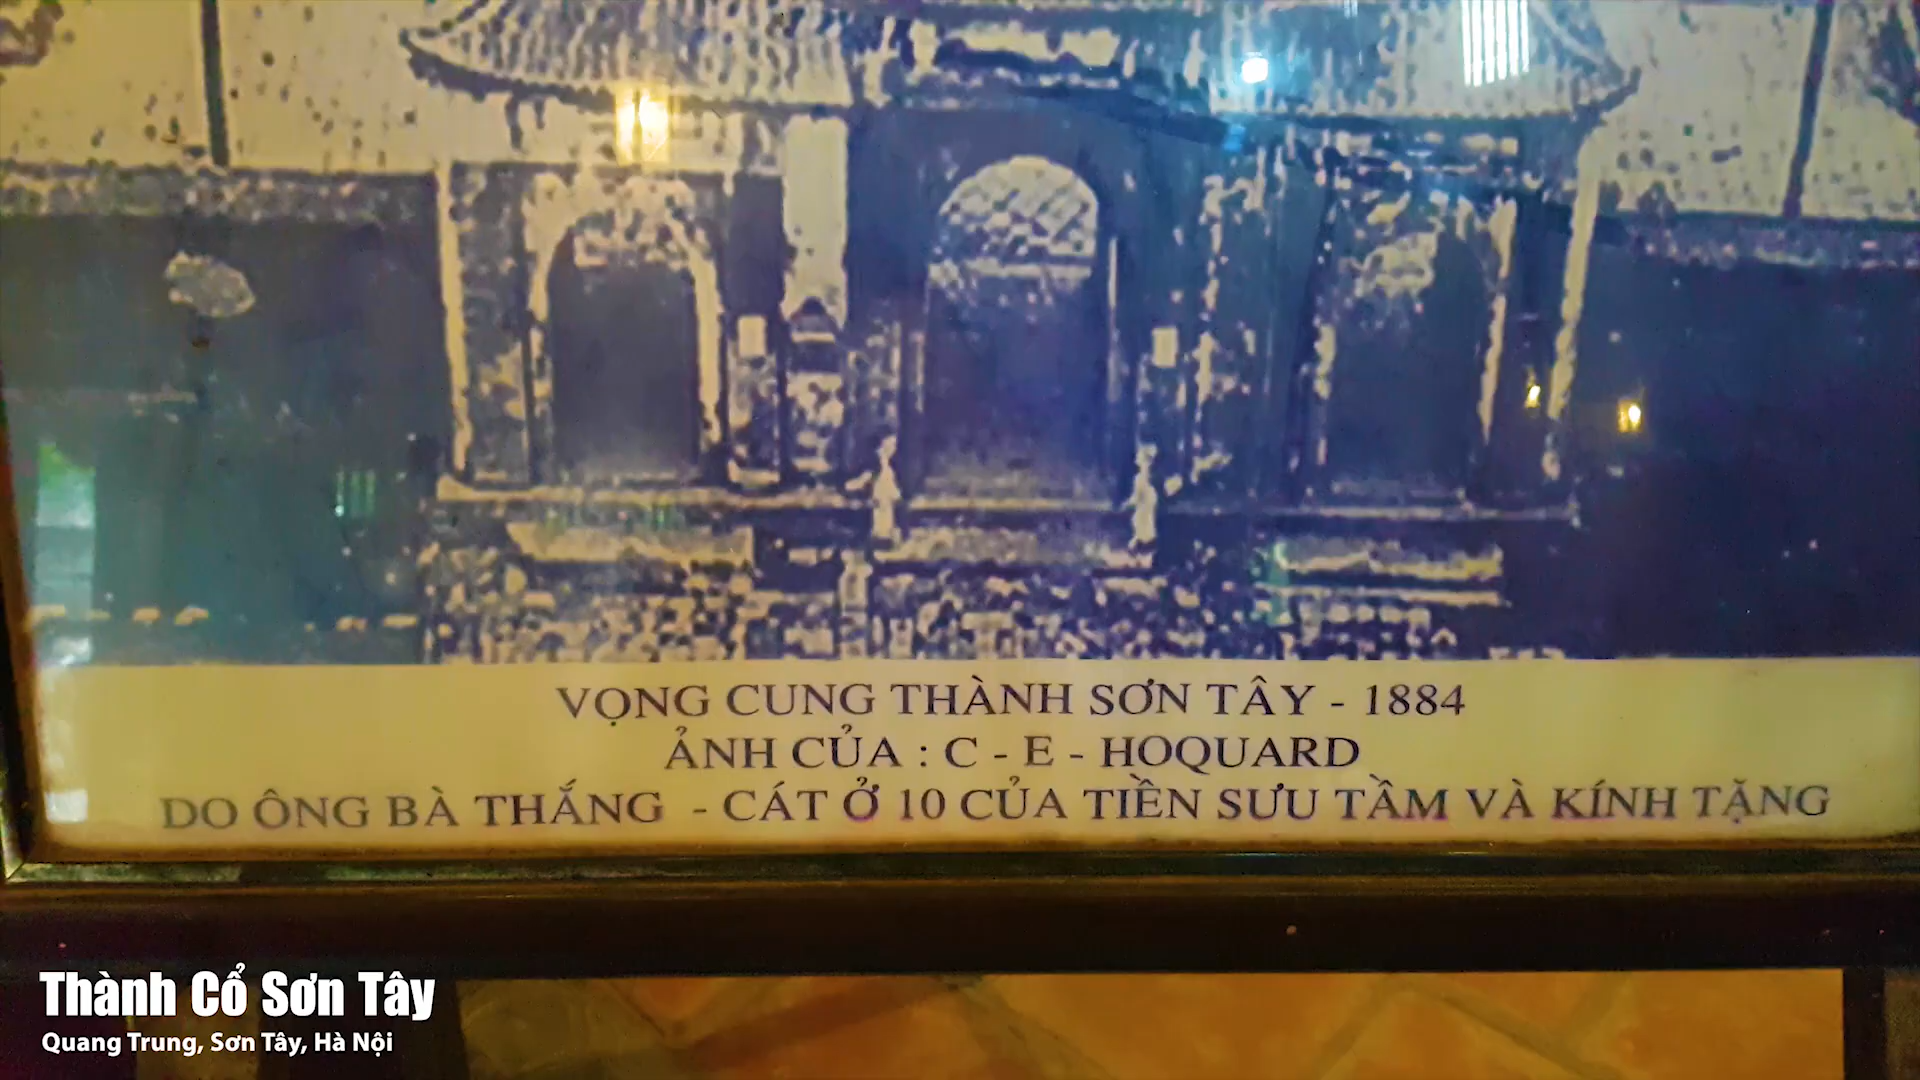 VỌNG CUNG THÀNH SƠN TÂY - 1884
ẢNH CỦA : C - E - HOQUARD
DO ÔNG BÀ THẮNG - CÁT Ở 10 CỦA TIỀN SƯU TẦM VÀ KÍNH TẶNG
Thành Cổ Sơn Tây
Quang Trung, Sơn Tây, Hà Nội